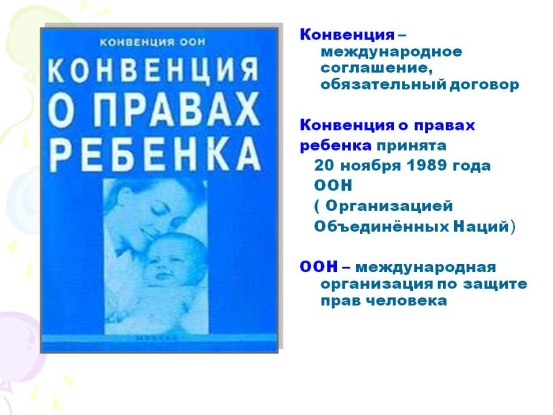 КОНВЕНЦИЯ ООН
КОНВЕНЦИЯ
О ПРАВАХ
РЕБЕНКА
Конвенция –
международное
соглашение,
обязательный договор
Конвенция о правах
ребенка принята
20 ноября 1989 года
ООН
( Организацией
Объединённых Наций)
ООН – международная
организация по защите
прав человека